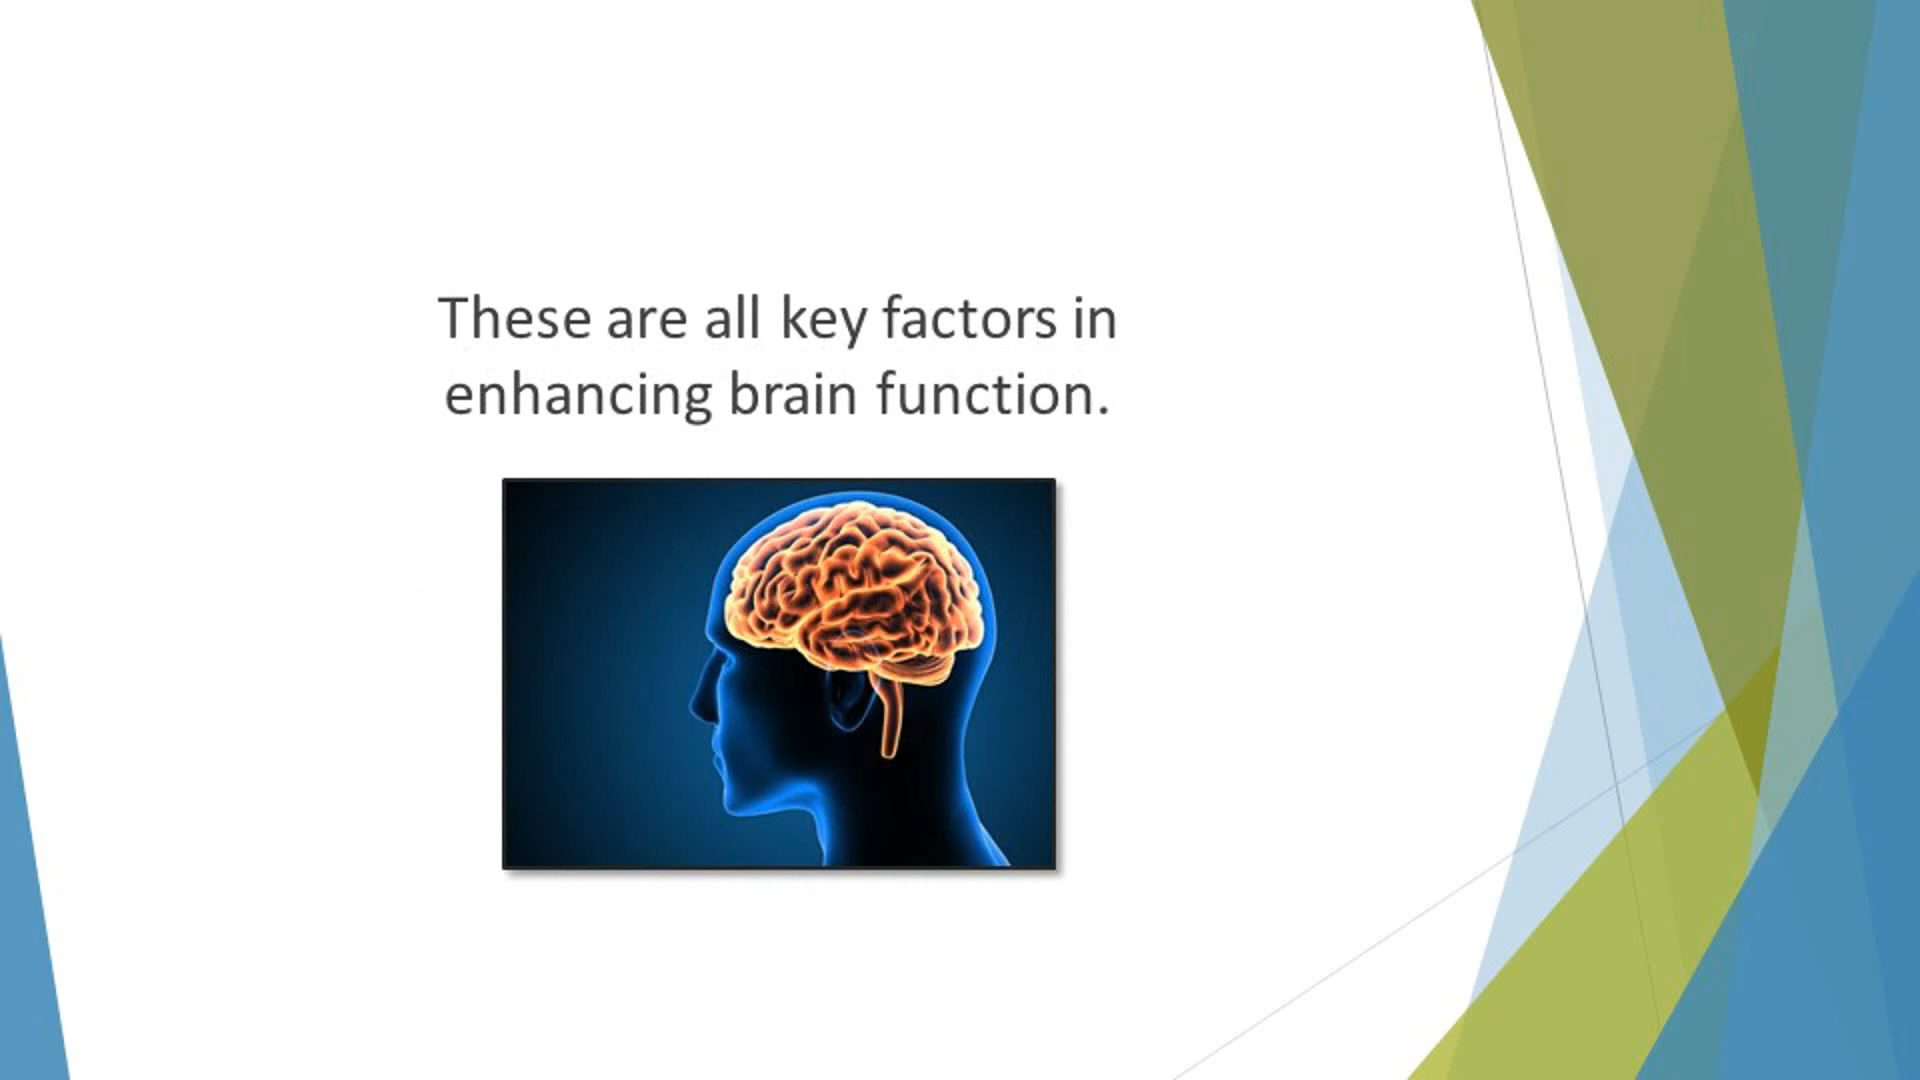 These are all key factors in
enhancing brain function.